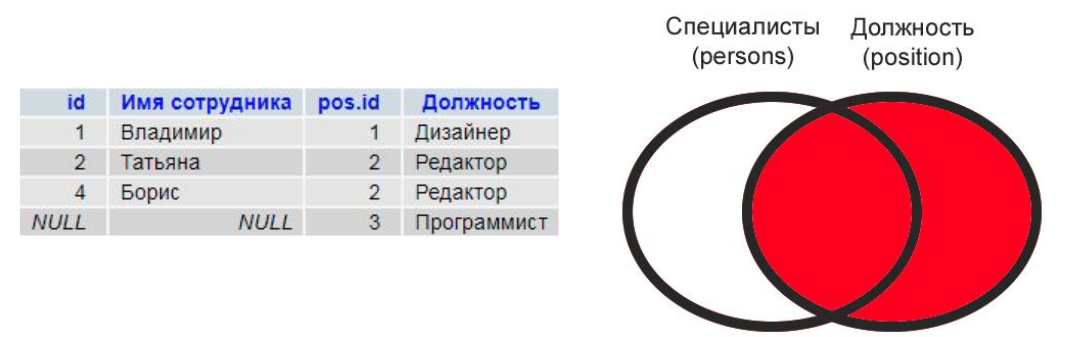 Специалисты Должность
(persons) (position)
id Имя сотрудника pos.id Должность
1 Владимир 1 Дизайнер
2 Татьяна 2 Редактор
4 Борис 2 Редактор
NULL NULL 3 Программист